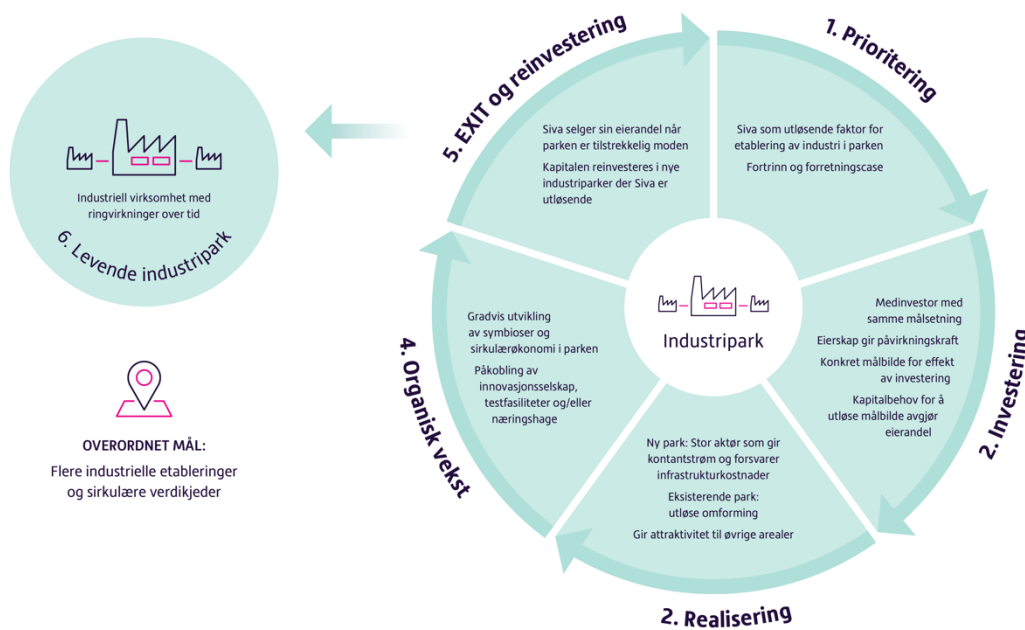 1. Prioritering
Siva som utløsende faktor for
etablering av industri i parken
Fortrinn og forretningscase
2. Investering
Medinvestor med
samme målsetning
Eierskap gir påvirkningskraft
Konkret målbilde for effekt
av investering
Kapitalbehov for å
utløse målbilde avgjør
eierandel
2. Realisering
Ny park: Stor aktør som gir
kontantstrøm og forsvarer
infrastrukturkostnader
Eksisterende park:
utløse omforming
Gir attraktivitet til øvrige arealer
4. Organisk vekst
Gradvis utvikling
av symbioser og
sirkulærøkonomi i parken
Påkobling av
innovasjonsselskap,
testfasiliteter og/eller
næringshage
5. EXIT og reinvestering
Siva selger sin eierandel når
parken er tilstrekkelig moden
Kapitalen reinvesteres i nye
industriparker der Siva er
utløsende
Industripark
Industriell virksomhet med
ringvirkninger over tid
6. Levende industripark
OVERORDNET MÅL:
Flere industrielle etableringer
og sirkulære verdikjeder